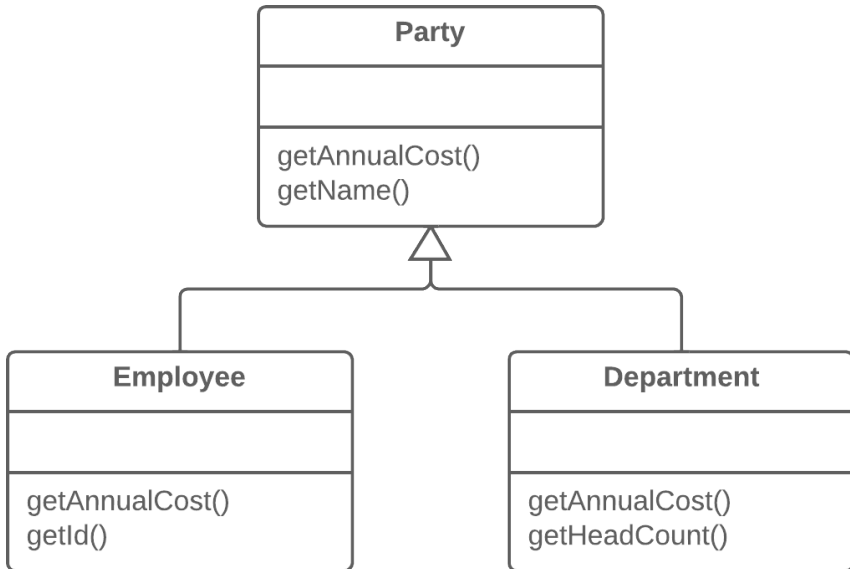 Party
getAnnualCost()
getName()
Employee
getAnnualCost()
getId()
Department
getAnnualCost()
getHeadCount()